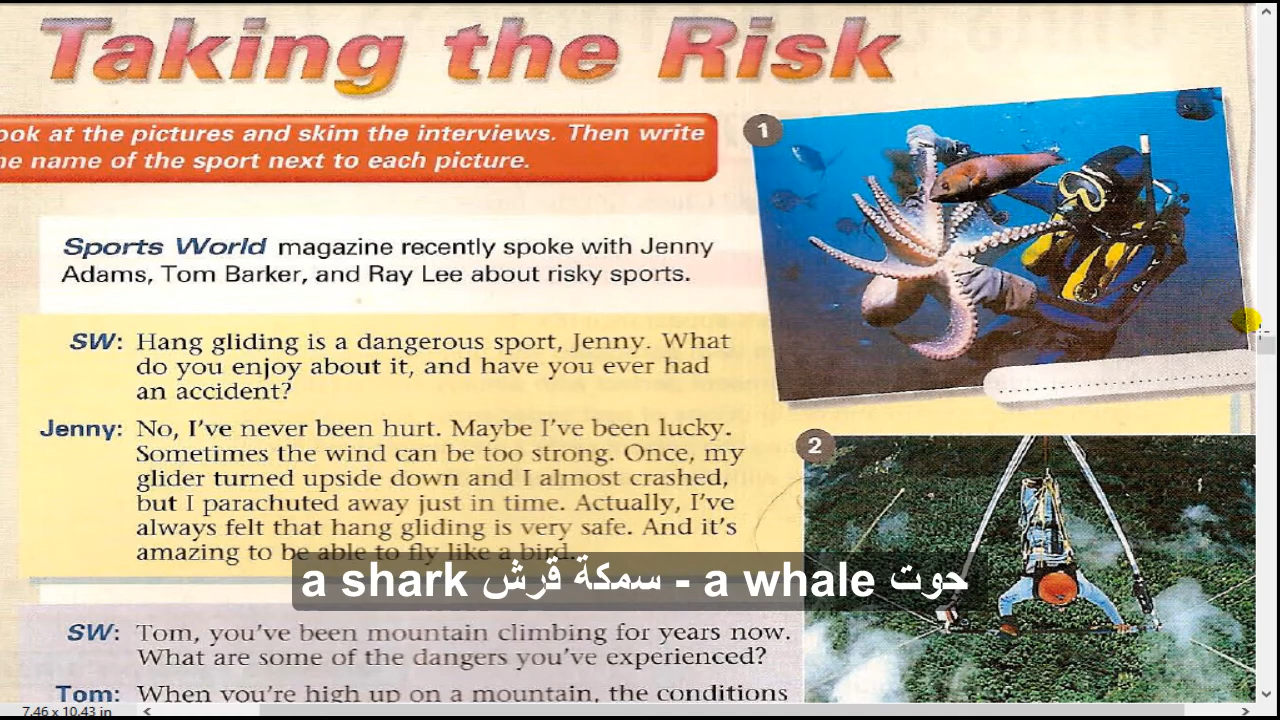 Taking the Risk
ook at the pictures and skim the interviews. Then write
he name of the sport next to each picture.
1
Sports World magazine recently spoke with Jenny
Adams, Tom Barker, and Ray Lee about risky sports.
SW: Hang gliding is a dangerous sport, Jenny. What
do you enjoy about it, and have you ever had
an accident?
Jenny: No, I've never been hurt. Maybe I've been lucky.
Sometimes the wind can be too strong. Once, my
glider turned upside down and I almost crashed,
but I parachuted away just in time. Actually, I've
always felt that hang gliding is very safe. And it's
amazing to be able to fly like a bird.
2
a shark سمكة قرش - a whale حوت
SW: Tom, you've been mountain climbing for years now.
What are some of the dangers you've experienced?
Tom: When you're high up on a mountain, the conditions
7.46 x 10.43 in